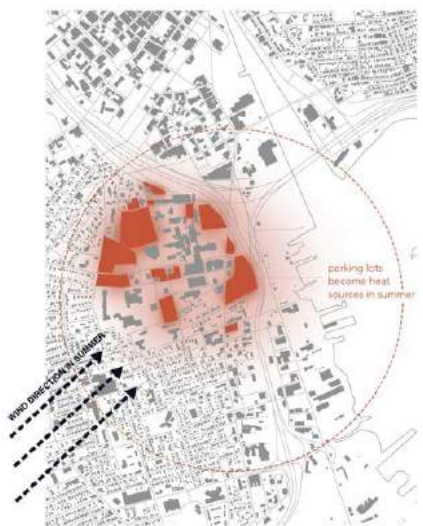 parking lots
become heat
sources in summer
WIND DIRECTION IN SUMMER